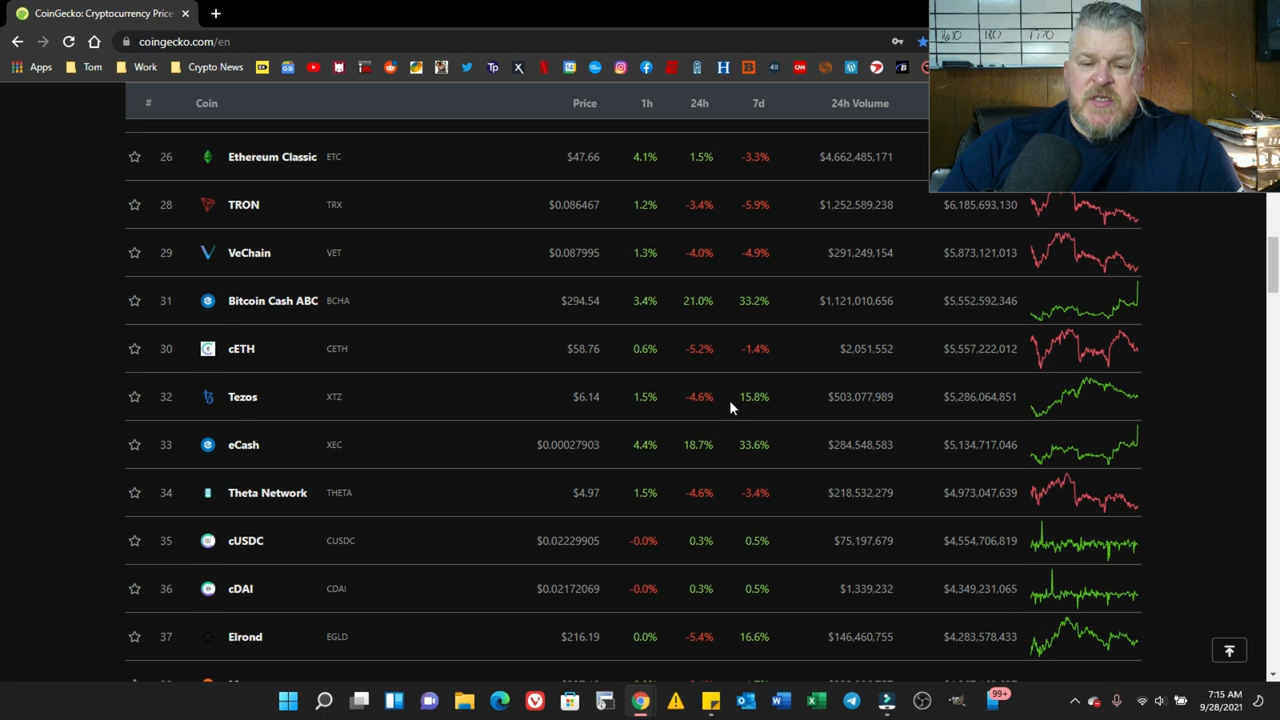 CoinGecko: Cryptocurrency Price
coingecko.com/en
Apps Tom Work Crypto Ne
1610 180 1790
# Coin Price 1h 24h 7d 24h Volume
26 Ethereum Classic ETC $47.66 4.1% 1.5% -3.3% $4,662,485,171
28 TRON TRX $0.086467 1.2% -3.4% -5.9% $1,252,589,238 $6,185,693,130
29 VeChain VET $0.087995 1.3% -4.0% -4.9% $291,249,154 $5,873,121,013
31 Bitcoin Cash ABC BCHA $294.54 3.4% 21.0% 33.2% $1,121,010,656 $5,552,592,346
30 cETH CETH $58.76 0.6% -5.2% -1.4% $2,051,552 $5,557,222,012
32 Tezos XTZ $6.14 1.5% -4.6% 15.8% $503,077,989 $5,286,064,851
33 eCash XEC $0.00027903 4.4% 18.7% 33.6% $284,548,583 $5,134,717,046
34 Theta Network THETA $4.97 1.5% -4.6% -3.4% $218,532,279 $4,973,047,639
35 cUSDC CUSDC $0.02229905 -0.0% 0.3% 0.5% $75,197,679 $4,554,706,819
36 cDAI CDAI $0.02172069 -0.0% 0.3% 0.5% $1,339,232 $4,349,231,065
37 Elrond EGLD $216.19 0.0% -5.4% 16.6% $146,460,755 $4,283,578,433
99+
7:15 AM
9/28/2021